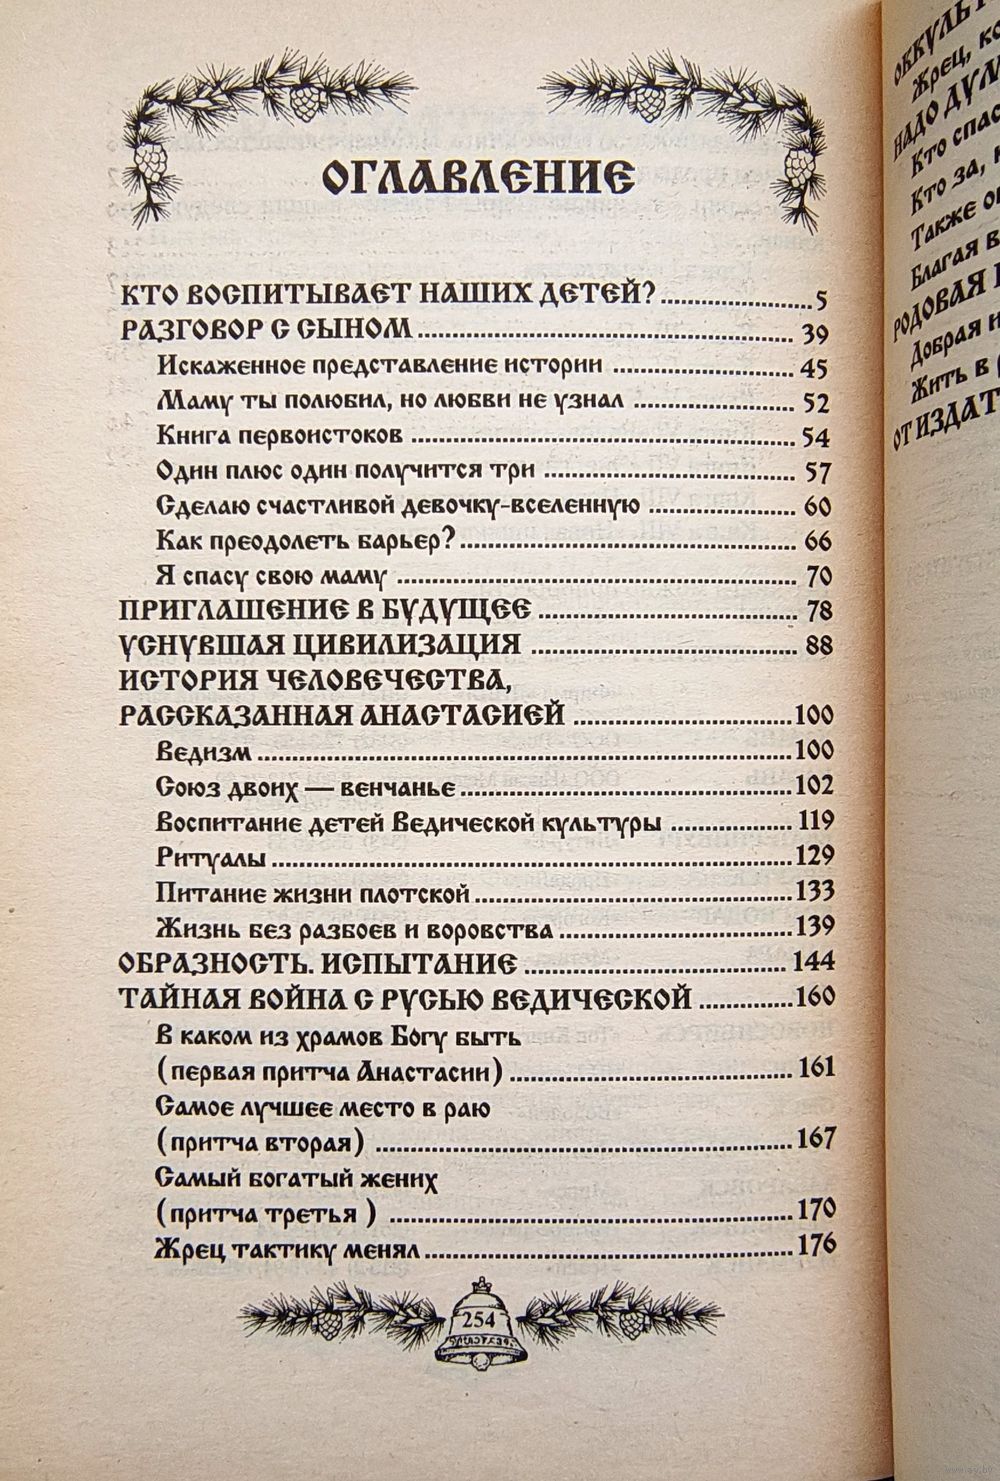 ОГЛАВЛЕНИЕ
КТО ВОСПИТЫВАЕТ НАШИХ ДЕТЕЙ? 5
РАЗГОВОР С СЫНОМ 39
Искаженное представление истории 45
Маму ты полюбил, но любви не узнал 52
Книга первоистоков 54
Один плюс один получится три 57
Сделаю счастливой девочку-вселенную 60
Как преодолеть барьер? 66
Я спасу свою маму 70
ПРИГЛАШЕНИЕ В БУДУЩЕЕ 78
УСНУВШАЯ ЦИВИЛИЗАЦИЯ 88
ИСТОРИЯ ЧЕЛОВЕЧЕСТВА,
РАССКАЗАННАЯ АНАСТАСИЕЙ 100
Ведизм 100
Союз двоих — венчанье 102
Воспитание детей Ведической культуры 119
Ритуалы 129
Питание жизни плотской 133
Жизнь без разбоев и воровства 139
ОБРАЗНОСТЬ. ИСПЫТАНИЕ 144
ТАЙНАЯ ВОЙНА С РУСЬЮ ВЕДИЧЕСКОЙ 160
В каком из храмов Богу быть
(первая притча Анастасии) 161
Самое лучшее место в раю
(притча вторая) 167
Самый богатый жених
(притча третья ) 170
Жрец тактику менял 176
254
Жрец,
НАДО
Кто
Кто за,
Также
Благая
РОДОВАЯ
Добрая
Жить в